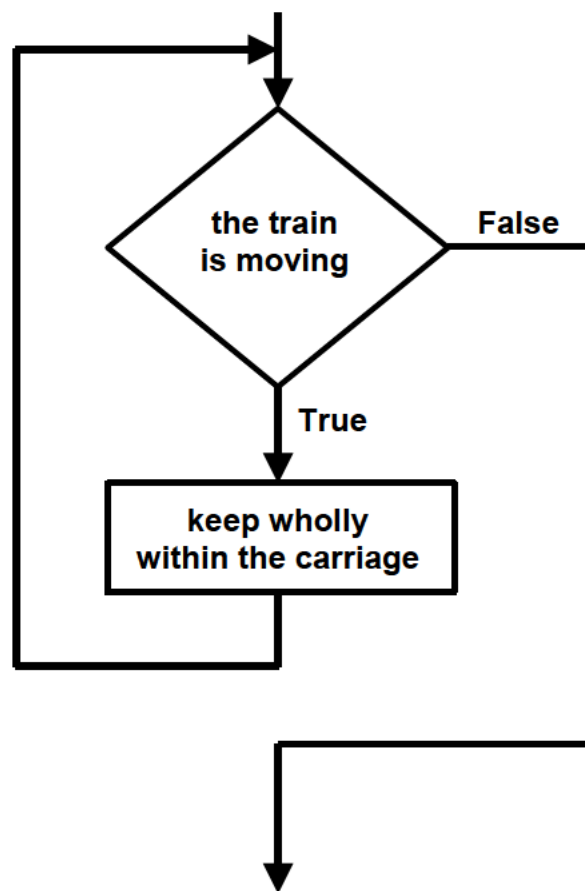 the train
is moving
False
True
keep wholly
within the carriage